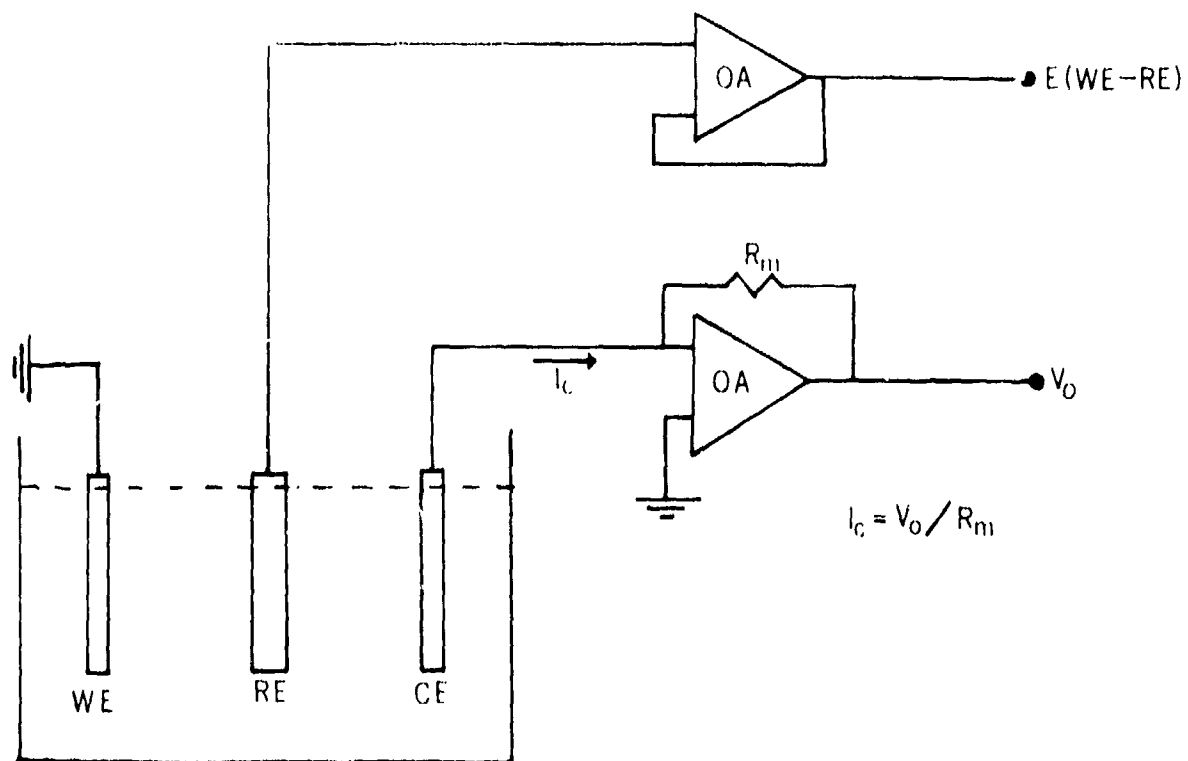 OA
E(WE-RE)
Rm
Ic
OA
Vo
Ic = Vo / Rm
WE
RE
CE